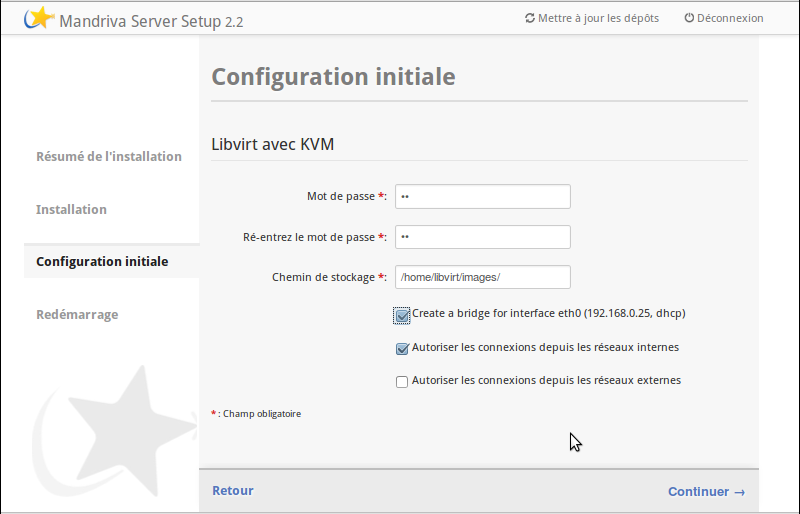 Mandriva Server Setup 2.2
Mettre à jour les dépôts
Déconnexion
Configuration initiale
Résumé de l'installation
Installation
Configuration initiale
Redémarrage
Libvirt avec KVM
Mot de passe *: ••
Ré-entrez le mot de passe *: ••
Chemin de stockage *: /home/libvirt/images/
Create a bridge for interface eth0 (192.168.0.25, dhcp)
Autoriser les connexions depuis les réseaux internes
Autoriser les connexions depuis les réseaux externes
* : Champ obligatoire
Retour
Continuer →